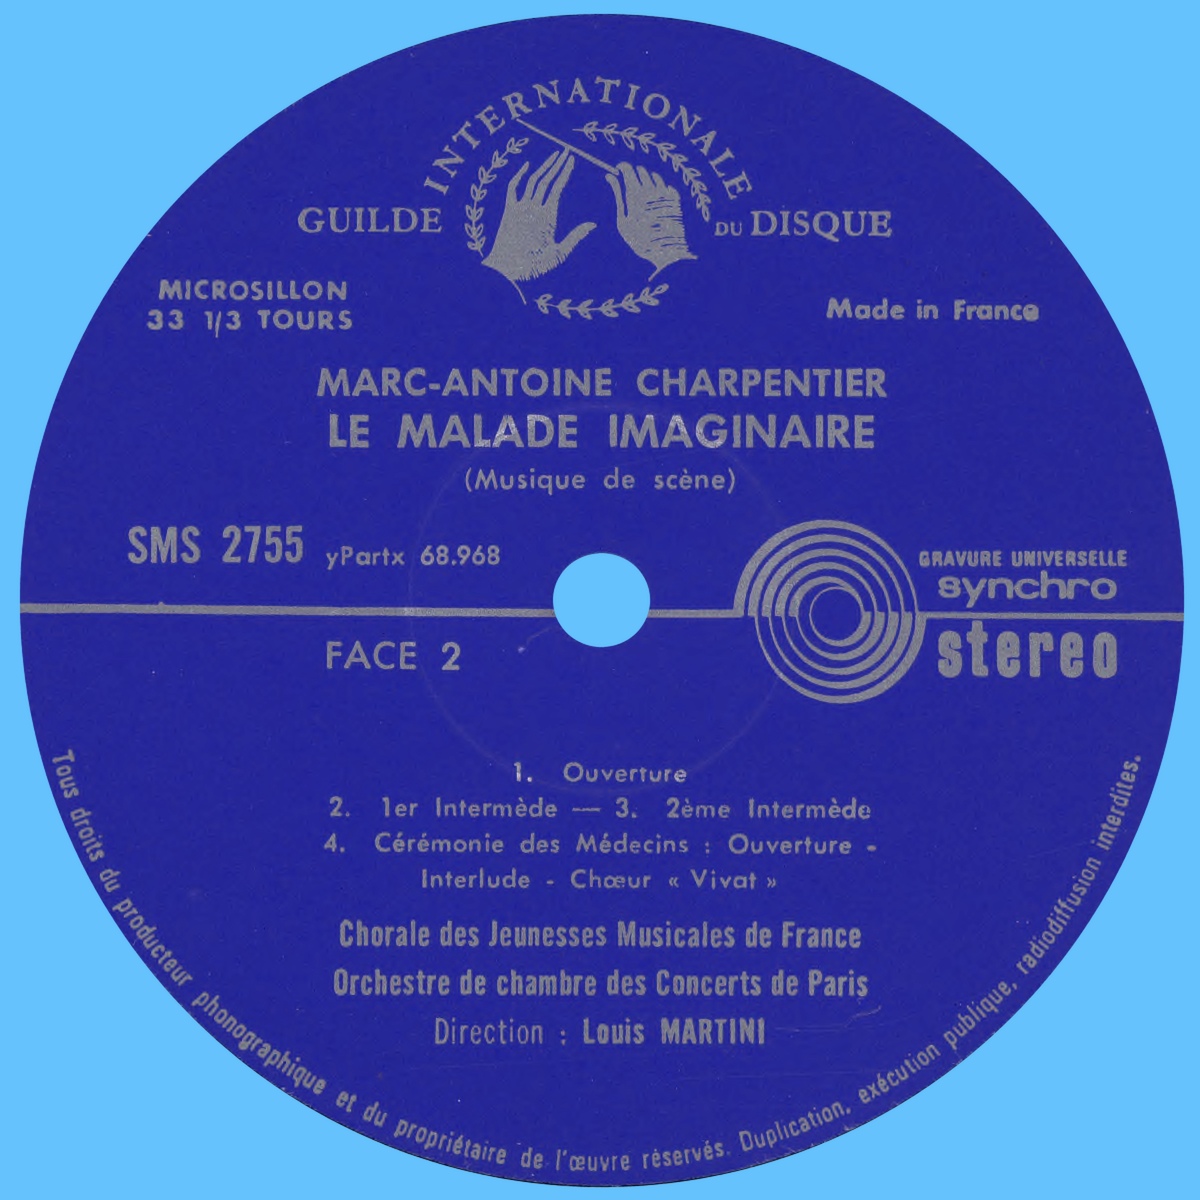 GUILDE INTERNATIONALE DU DISQUE
MICROSILLON
33 1/3 TOURS
Made in France
MARC-ANTOINE CHARPENTIER
LE MALADE IMAGINAIRE
(Musique de scène)
SMS 2755 yPartx 68.968
GRAVURE UNIVERSELLE
synchro
stereo
FACE 2
1. Ouverture
2. 1er Intermède — 3. 2ème Intermède
4. Cérémonie des Médecins : Ouverture -
Interlude - Chœur « Vivat »
Chorale des Jeunesses Musicales de France
Orchestre de chambre des Concerts de Paris
Direction : Louis MARTINI
Tous droits du producteur phonographique et du propriétaire de l'œuvre réservés. Duplication, exécution publique, radiodiffusion interdites.